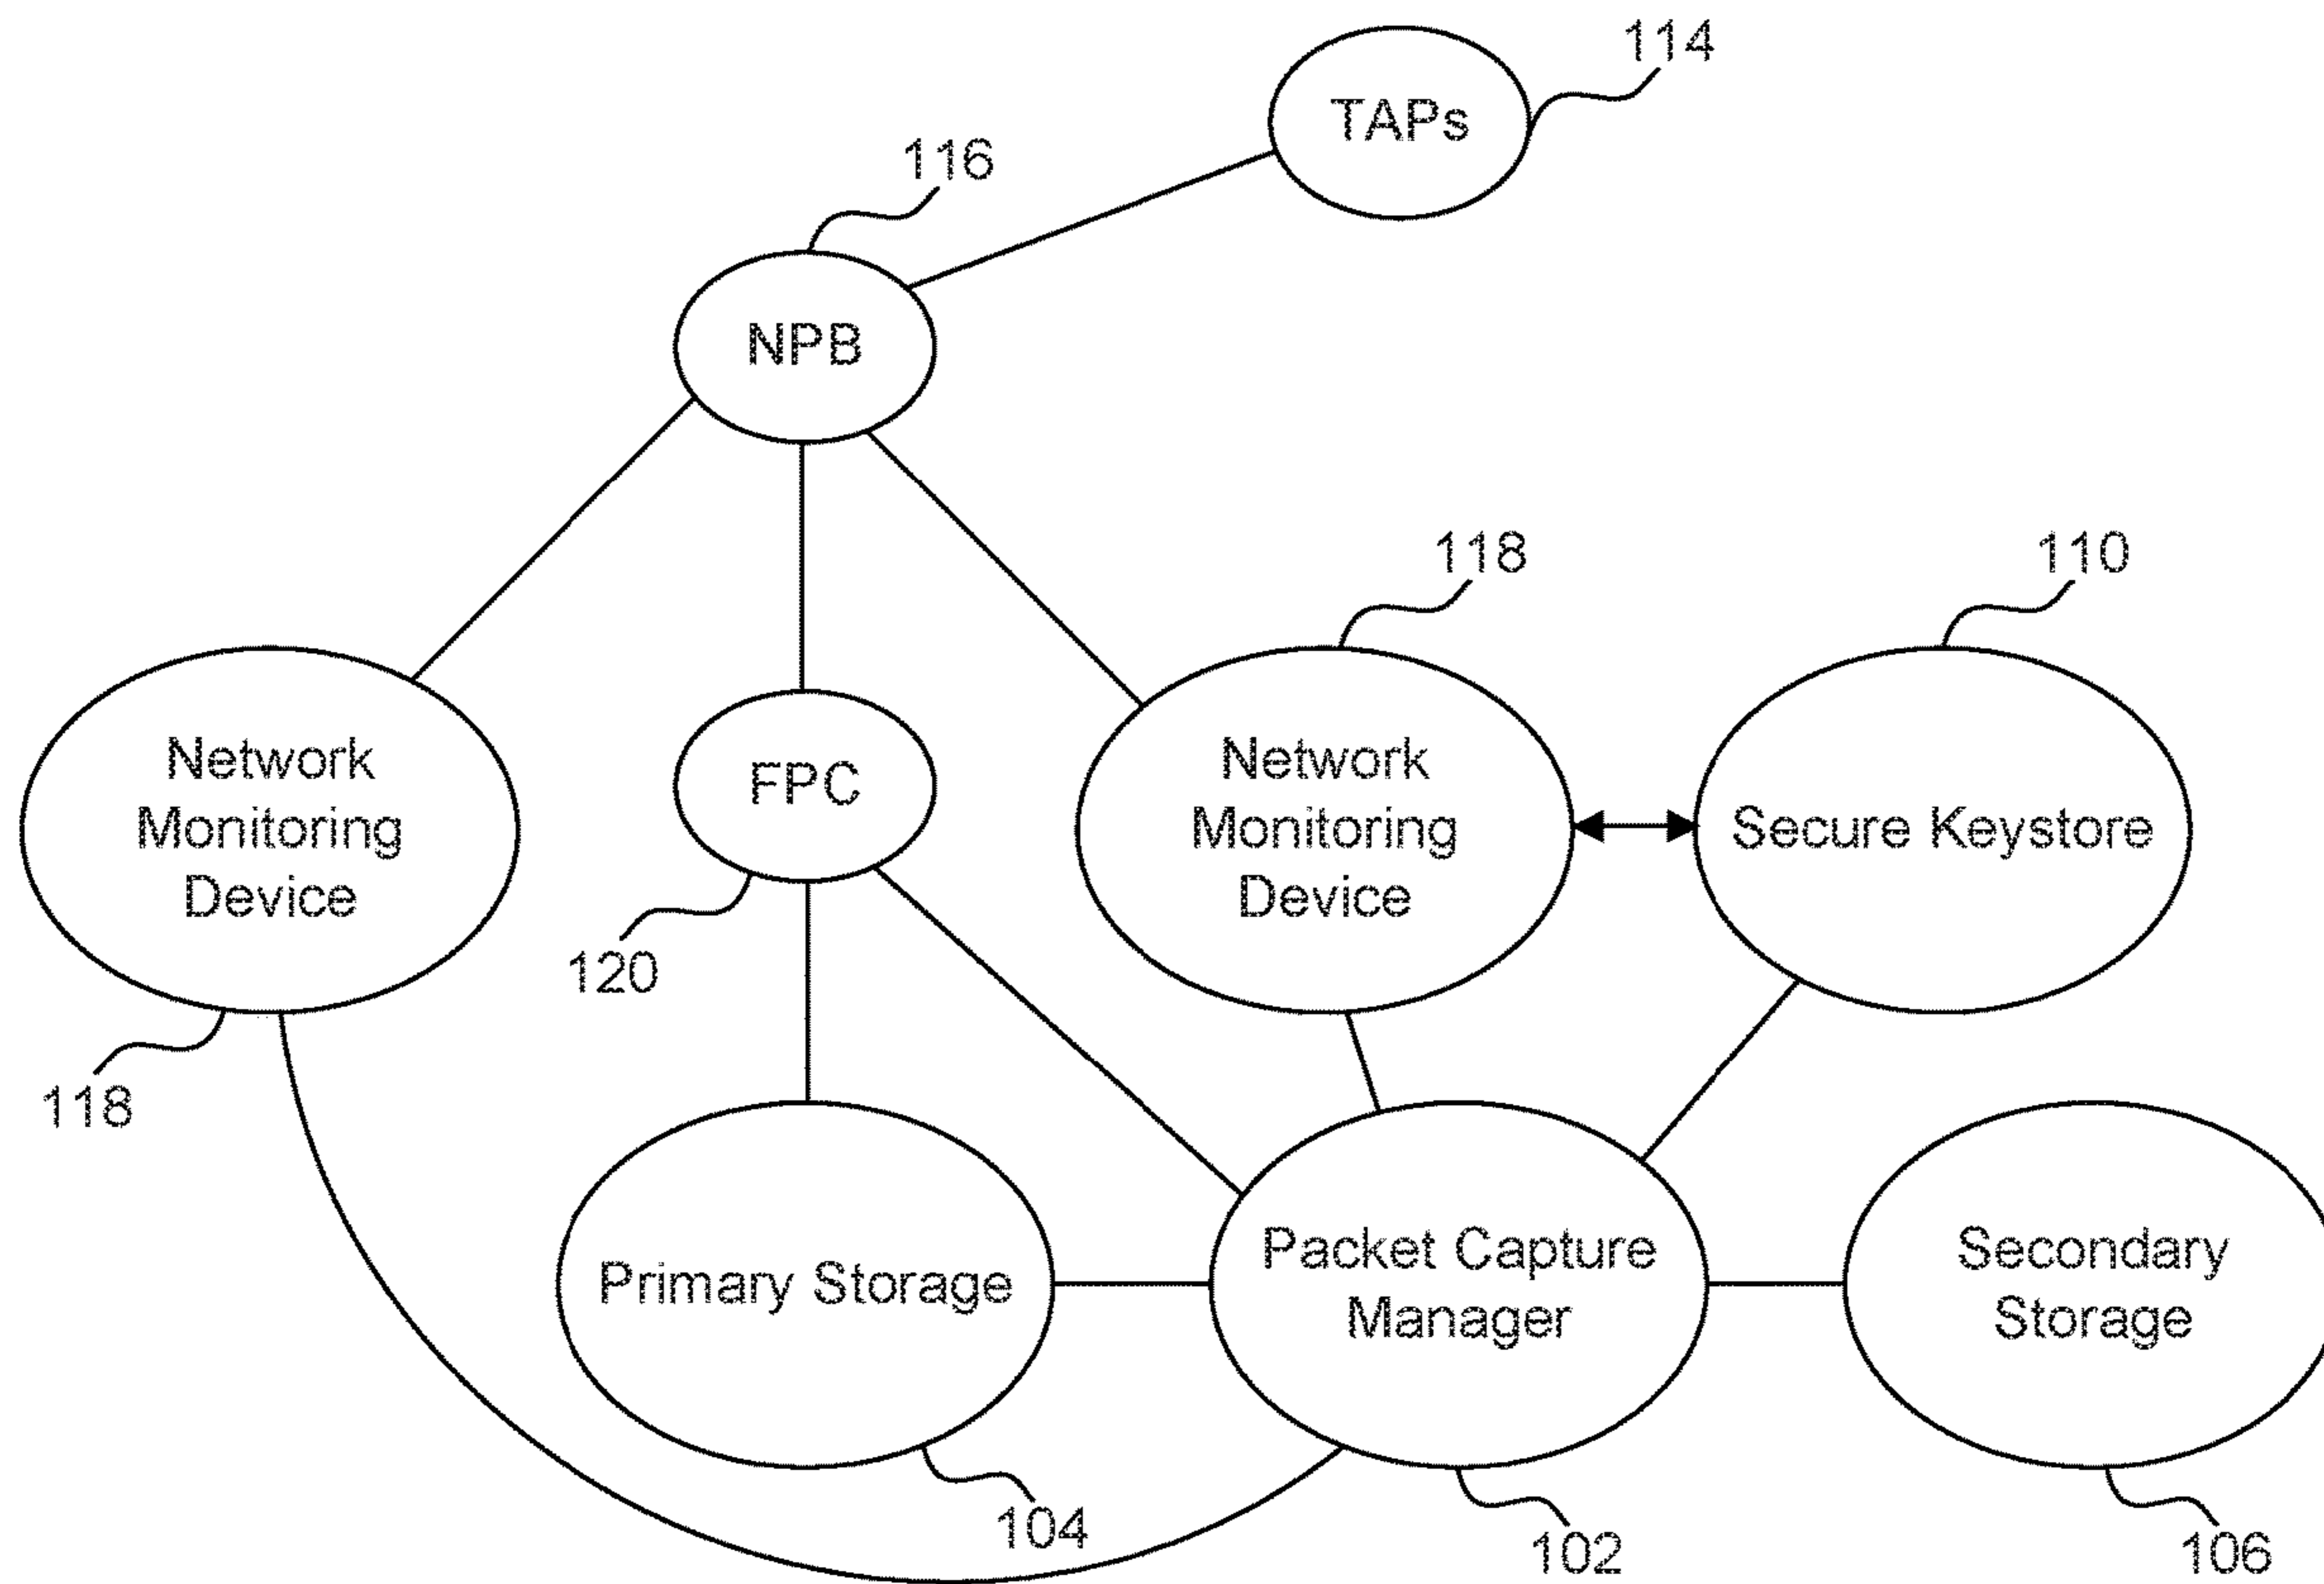 114
TAPs
116
NPB
118
110
Network
Monitoring
Device
FPC
Network
Monitoring
Device
Secure Keystore
120
118
Primary Storage
Packet Capture
Manager
Secondary
Storage
104
102
106